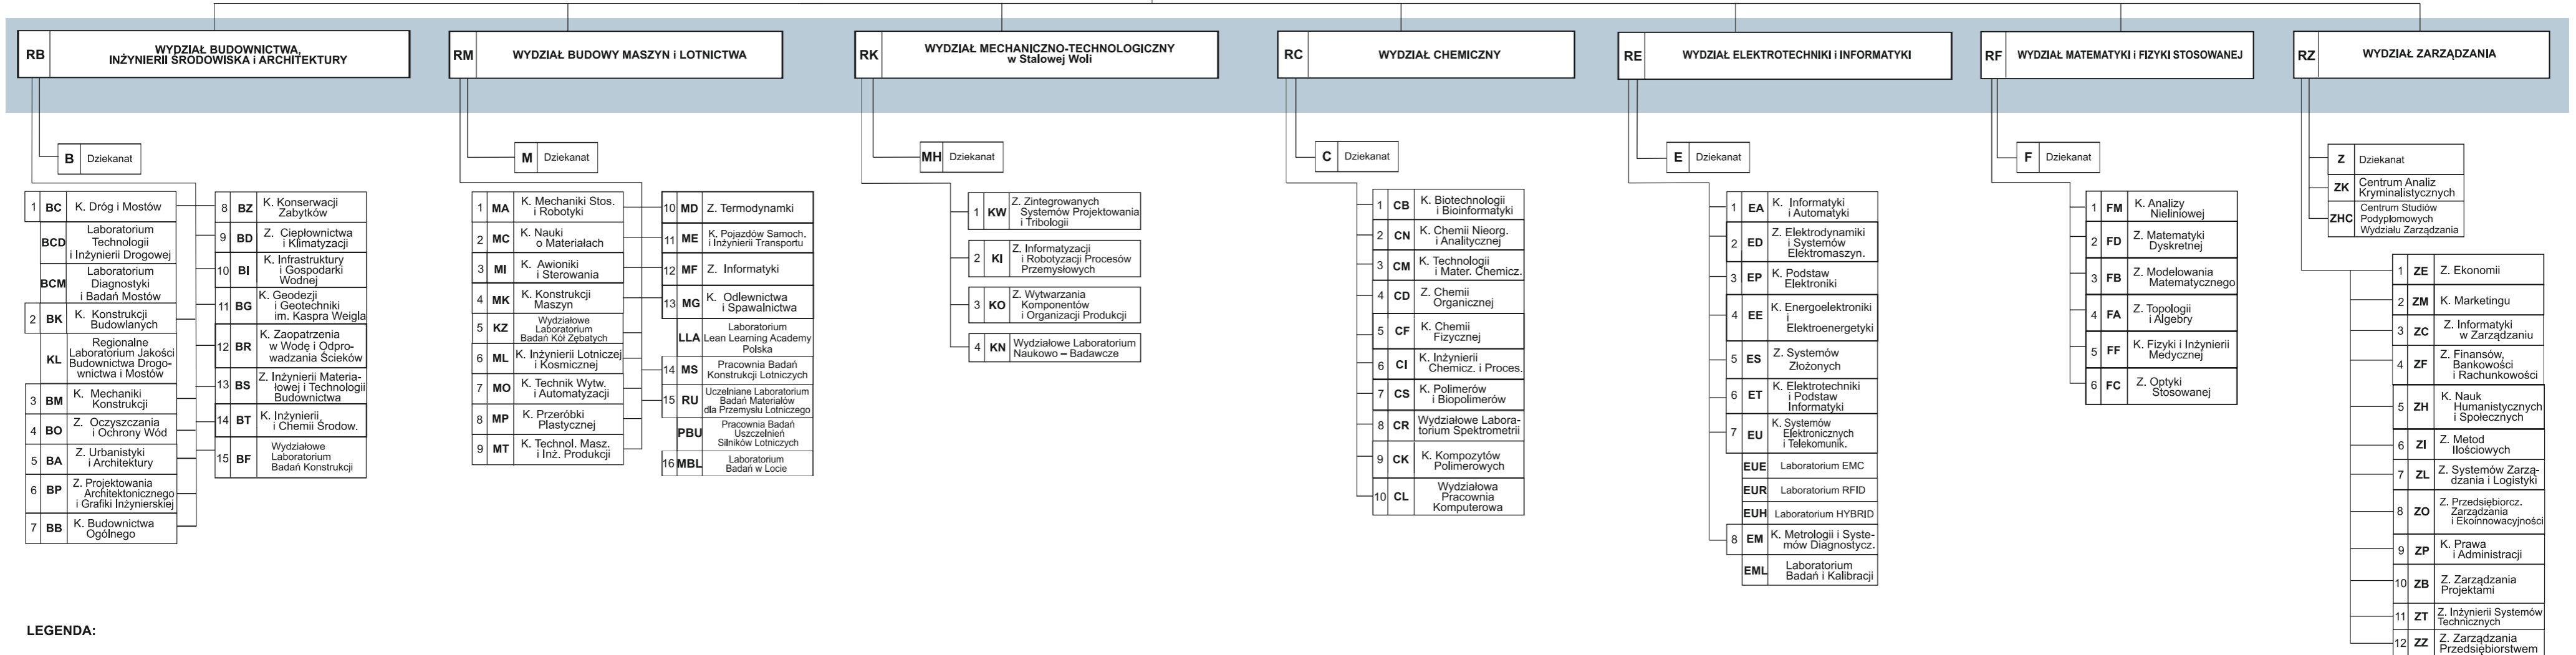 RB
WYDZIAŁ BUDOWNICTWA,
INŻYNIERII ŚRODOWISKA i ARCHITEKTURY
B Dziekanat
1 BC K. Dróg i Mostów
BCD Laboratorium
Technologii
i Inżynierii Drogowej
BCM Laboratorium
Diagnostyki
i Badań Mostów
2 BK K. Konstrukcji
Budowlanych
KL Regionalne
Laboratorium Jakości
Budownictwa Drogo-
wnictwa i Mostów
3 BM K. Mechaniki
Konstrukcji
4 BO Z. Oczyszczania
i Ochrony Wód
5 BA Z. Urbanistyki
i Architektury
6 BP Z. Projektowania
Architektonicznego
i Grafiki Inżynierskiej
7 BB K. Budownictwa
Ogólnego
8 BZ K. Konserwacji
Zabytków
9 BD Z. Ciepłownictwa
i Klimatyzacji
10 BI K. Infrastruktury
i Gospodarki
Wodnej
11 BG K. Geodezji
i Geotechniki
im. Kaspra Weigla
12 BR K. Zaopatrzenia
w Wodę i Odpro-
wadzania Ścieków
13 BS Z. Inżynierii Materia-
łowej i Technologii
Budownictwa
14 BT K. Inżynierii
i Chemii Środow.
15 BF Wydziałowe
Laboratorium
Badań Konstrukcji
RM WYDZIAŁ BUDOWY MASZYN i LOTNICTWA
M Dziekanat
1 MA K. Mechaniki Stos.
i Robotyki
2 MC K. Nauki
o Materiałach
3 MI K. Awioniki
i Sterowania
4 MK K. Konstrukcji
Maszyn
5 KZ Wydziałowe
Laboratorium
Badań Kół Zębatych
6 ML K. Inżynierii Lotniczej
i Kosmicznej
7 MO K. Technik Wytw.
i Automatyzacji
8 MP K. Przeróbki
Plastycznej
9 MT K. Technol. Masz.
i Inż. Produkcji
10 MD Z. Termodynamki
11 ME K. Pojazdów Samoch.
i Inżynierii Transportu
12 MF Z. Informatyki
13 MG K. Odlewnictwa
i Spawalnictwa
LLA Laboratorium
Lean Learning Academy
Polska
14 MS Pracownia Badań
Konstrukcji Lotniczych
15 RU Uczelniane Laboratorium
Badań Materiałów
dla Przemysłu Lotniczego
PBU Pracownia Badań
Uszczelnień
Silników Lotniczych
16 MBL Laboratorium
Badań w Locie
RK WYDZIAŁ MECHANICZNO-TECHNOLOGICZNY
w Stalowej Woli
MH Dziekanat
1 KW Z. Zintegrowanych
Systemów Projektowania
i Tribologii
2 KI Z. Informatyzacji
i Robotyzacji Procesów
Przemysłowych
3 KO Z. Wytwarzania
Komponentów
i Organizacji Produkcji
4 KN Wydziałowe Laboratorium
Naukowo – Badawcze
RC WYDZIAŁ CHEMICZNY
C Dziekanat
1 CB K. Biotechnologii
i Bioinformatyki
2 CN K. Chemii Nieorg.
i Analitycznej
3 CM K. Technologii
i Mater. Chemicz.
4 CD Z. Chemii
Organicznej
5 CF K. Chemii
Fizycznej
6 CI K. Inżynierii
Chemicz. i Proces.
7 CS K. Polimerów
i Biopolimerów
8 CR Wydziałowe Labora-
torium Spektrometrii
9 CK K. Kompozytów
Polimerowych
10 CL Wydziałowa
Pracownia
Komputerowa
RE WYDZIAŁ ELEKTROTECHNIKI i INFORMATYKI
E Dziekanat
1 EA K. Informatyki
i Automatyki
2 ED Z. Elektrodynamiki
i Systemów
Elektromaszyn.
3 EP K. Podstaw
Elektroniki
4 EE K. Energoelektroniki
i
Elektroenergetyki
5 ES Z. Systemów
Złożonych
6 ET K. Elektrotechniki
i Podstaw
Informatyki
7 EU K. Systemów
Elektronicznych
i Telekomunik.
EUE Laboratorium EMC
EUR Laboratorium RFID
EUH Laboratorium HYBRID
8 EM K. Metrologii i Syste-
mów Diagnostycz.
EML Laboratorium
Badań i Kalibracji
RF WYDZIAŁ MATEMATYKI i FIZYKI STOSOWANEJ
F Dziekanat
1 FM K. Analizy
Nieliniowej
2 FD Z. Matematyki
Dyskretnej
3 FB Z. Modelowania
Matematycznego
4 FA Z. Topologii
i Algebry
5 FF K. Fizyki i Inżynierii
Medycznej
6 FC Z. Optyki
Stosowanej
RZ WYDZIAŁ ZARZĄDZANIA
Z Dziekanat
ZK Centrum Analiz
Kryminalistycznych
ZHC Centrum Studiów
Podyplomowych
Wydziału Zarządzania
1 ZE Z. Ekonomii
2 ZM K. Marketingu
3 ZC Z. Informatyki
w Zarządzaniu
4 ZF Z. Finansów,
Bankowości
i Rachunkowości
5 ZH K. Nauk
Humanistycznych
i Społecznych
6 ZI Z. Metod
Ilościowych
7 ZL Z. Systemów Zarzą-
dzania i Logistyki
8 ZO Z. Przedsiębiorcz.
Zarządzania
i Ekoinnowacyjności
9 ZP K. Prawa
i Administracji
10 ZB Z. Zarządzania
Projektami
11 ZT Z. Inżynierii Systemów
Technicznych
12 ZZ Z. Zarządzania
Przedsiębiorstwem
LEGENDA: